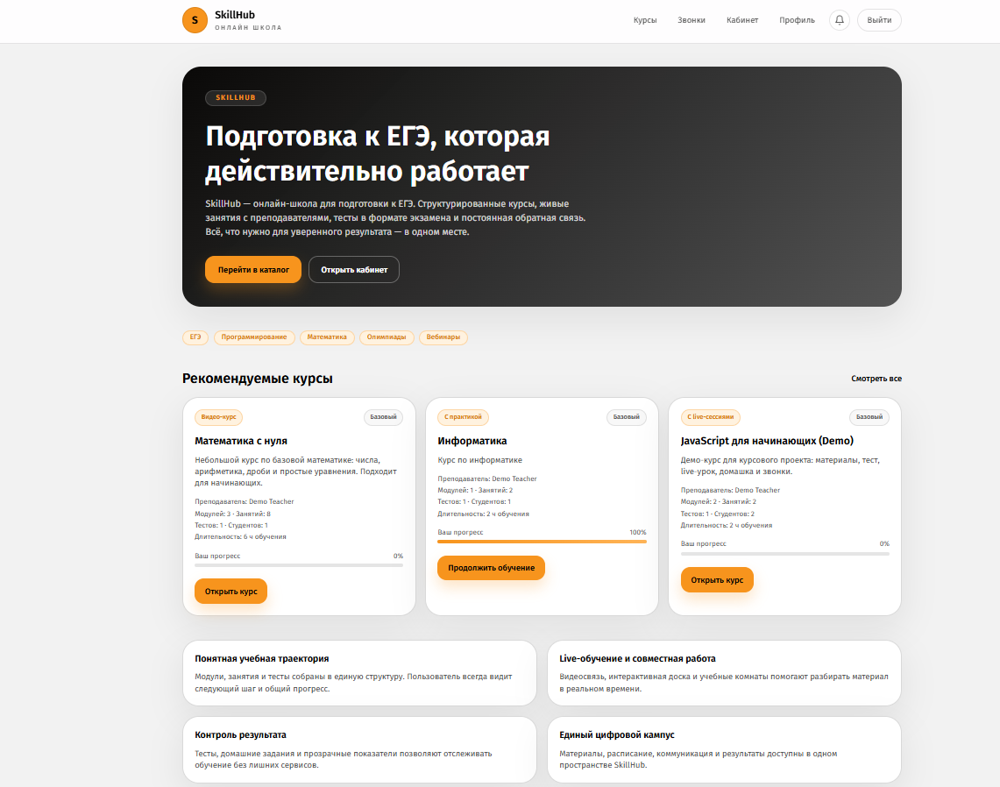 S
SkillHub
ОНЛАЙН ШКОЛА
Курсы
Звонки
Кабинет
Профиль
Выйти
SKILLHUB
Подготовка к ЕГЭ, которая
действительно работает
SkillHub — онлайн-школа для подготовки к ЕГЭ. Структурированные курсы, живые
занятия с преподавателями, тесты в формате экзамена и постоянная обратная связь.
Всё, что нужно для уверенного результата — в одном месте.
Перейти в каталог
Открыть кабинет
ЕГЭ
Программирование
Математика
Олимпиады
Вебинары
Рекомендуемые курсы
Смотреть все
Видео-курс
Базовый
Математика с нуля
Небольшой курс по базовой математике: числа,
арифметика, дроби и простые уравнения. Подходит
для начинающих.
Преподаватель: Demo Teacher
Модулей: 3 · Занятий: 8
Тестов: 1 · Студентов: 1
Длительность: 6 ч обучения
Ваш прогресс
0%
Открыть курс
С практикой
Базовый
Информатика
Курс по информатике
Преподаватель: Demo Teacher
Модулей: 1 · Занятий: 2
Тестов: 1 · Студентов: 1
Длительность: 2 ч обучения
Ваш прогресс
100%
Продолжить обучение
С live-сессиями
Базовый
JavaScript для начинающих (Demo)
Демо-курс для курсового проекта: материалы, тест,
live-урок, домашка и звонки.
Преподаватель: Demo Teacher
Модулей: 2 · Занятий: 2
Тестов: 1 · Студентов: 2
Длительность: 2 ч обучения
Ваш прогресс
0%
Открыть курс
Понятная учебная траектория
Модули, занятия и тесты собраны в единую структуру. Пользователь всегда видит
следующий шаг и общий прогресс.
Live-обучение и совместная работа
Видеосвязь, интерактивная доска и учебные комнаты помогают разбирать материал
в реальном времени.
Контроль результата
Тесты, домашние задания и прозрачные показатели позволяют отслеживать
обучение без лишних сервисов.
Единый цифровой кампус
Материалы, расписание, коммуникация и результаты доступны в одном
пространстве SkillHub.